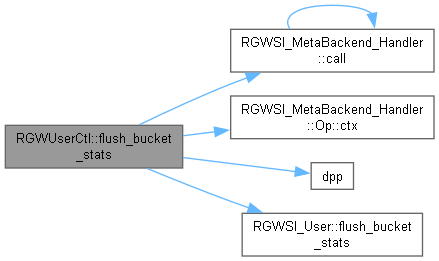 RGWSI_MetaBackend_Handler
::call
RGWUserCtl::flush_bucket
_stats
RGWSI_MetaBackend_Handler
::Op::ctx
dpp
RGWSI_User::flush_bucket
_stats